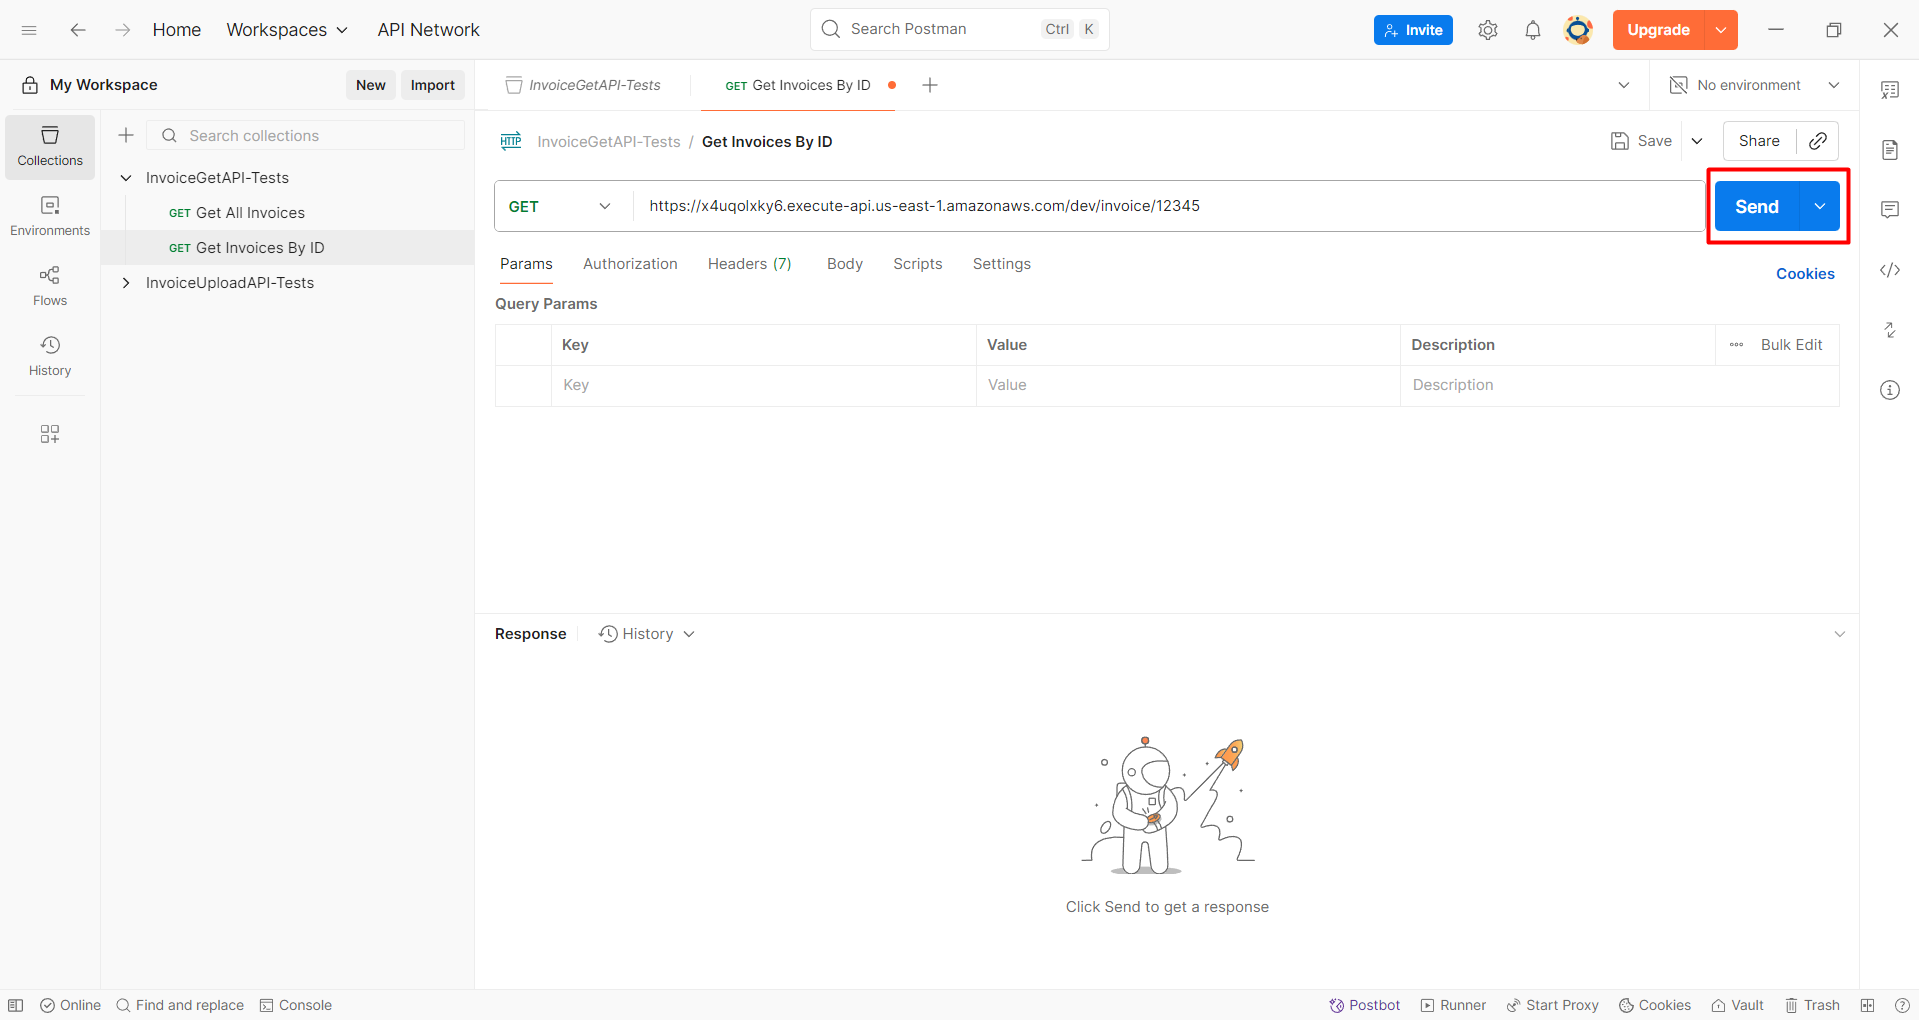 Home Workspaces API Network Search Postman Ctrl K Invite Upgrade
My Workspace New Import
InvoiceGetAPI-Tests GET Get Invoices By ID No environment
Search collections
Collections
Environments
Flows
History
InvoiceGetAPI-Tests
GET Get All Invoices
GET Get Invoices By ID
InvoiceUploadAPI-Tests
HTTP InvoiceGetAPI-Tests / Get Invoices By ID Save Share
GET https://x4uqolxky6.execute-api.us-east-1.amazonaws.com/dev/invoice/12345 Send
Params Authorization Headers (7) Body Scripts Settings
Cookies
Query Params
Key Value Description Bulk Edit
Key Value Description
Response History
Click Send to get a response
Online Find and replace Console Postbot Runner Start Proxy Cookies Vault Trash